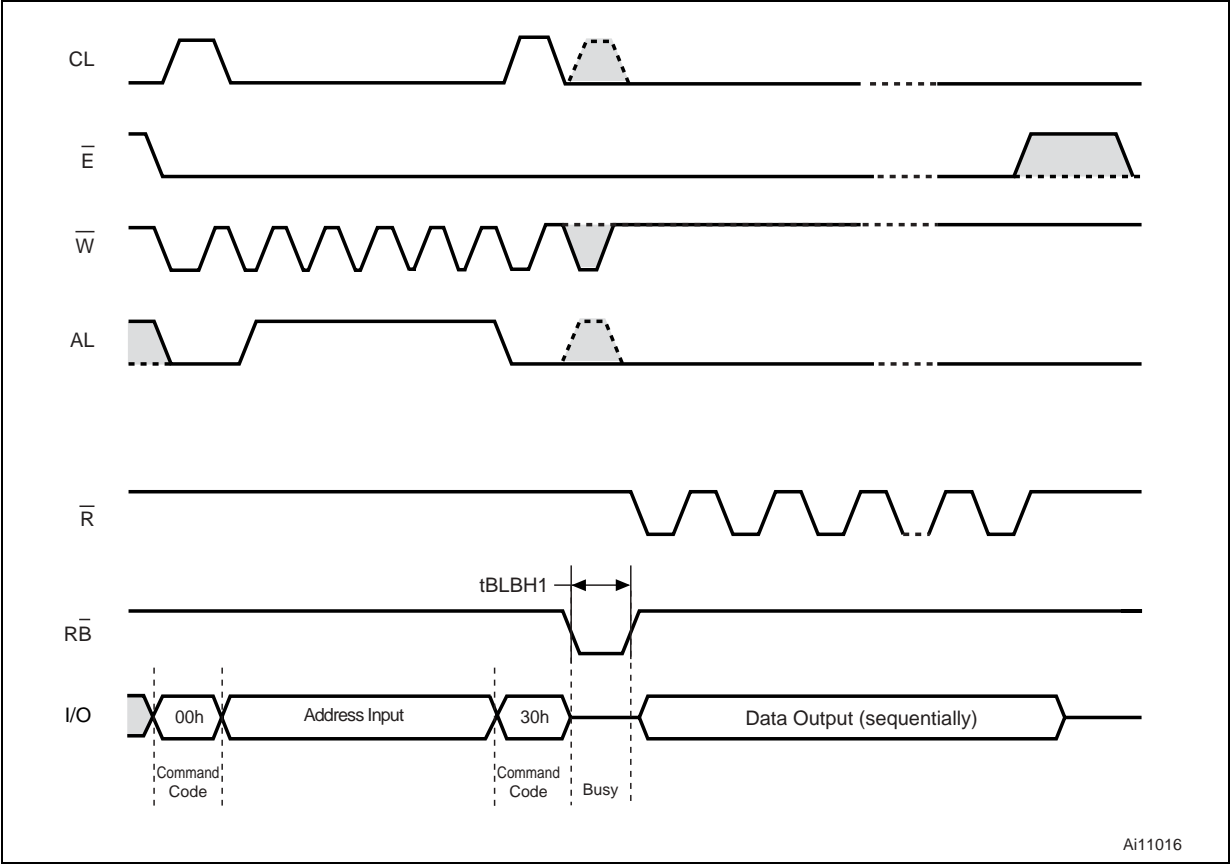 CL
E̅
W̅
AL
R̅
tBLBH1
RB̅
I/O
00h
Address Input
30h
Data Output (sequentially)
Command
Code
Command
Code
Busy
Ai11016